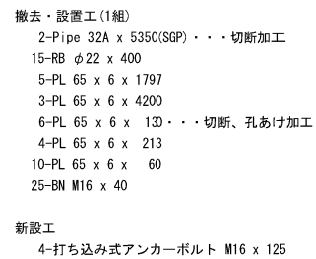 撤去・設置工(1組)
2-Pipe 32A x 5350(SGP)・・・切断加工
15-RB φ22 x 400
5-PL 65 x 6 x 1797
3-PL 65 x 6 x 4200
6-PL 65 x 6 x 130・・・切断、孔あけ加工
4-PL 65 x 6 x 213
10-PL 65 x 6 x 60
25-BN M16 x 40
新設工
4-打ち込み式アンカーボルト M16 x 125